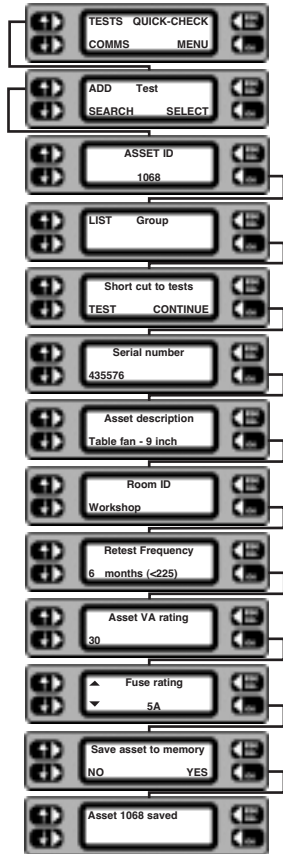 TESTS QUICK-CHECK
COMMS MENU
ADD Test
SEARCH SELECT
ASSET ID
1068
LIST Group
Short cut to tests
TEST CONTINUE
Serial number
435576
Asset description
Table fan - 9 inch
Room ID
Workshop
Retest Frequency
6 months (<225)
Asset VA rating
30
Fuse rating
5A
Save asset to memory
NO YES
Asset 1068 saved